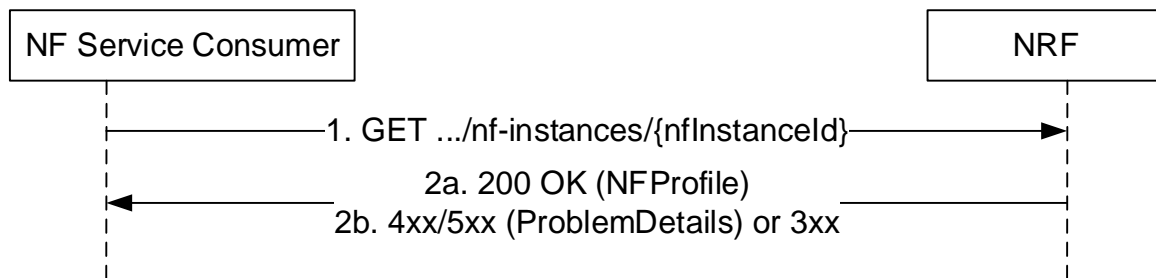 NF Service Consumer
NRF
1. GET .../nf-instances/{nfInstanceId}
2a. 200 OK (NFProfile)
2b. 4xx/5xx (ProblemDetails) or 3xx